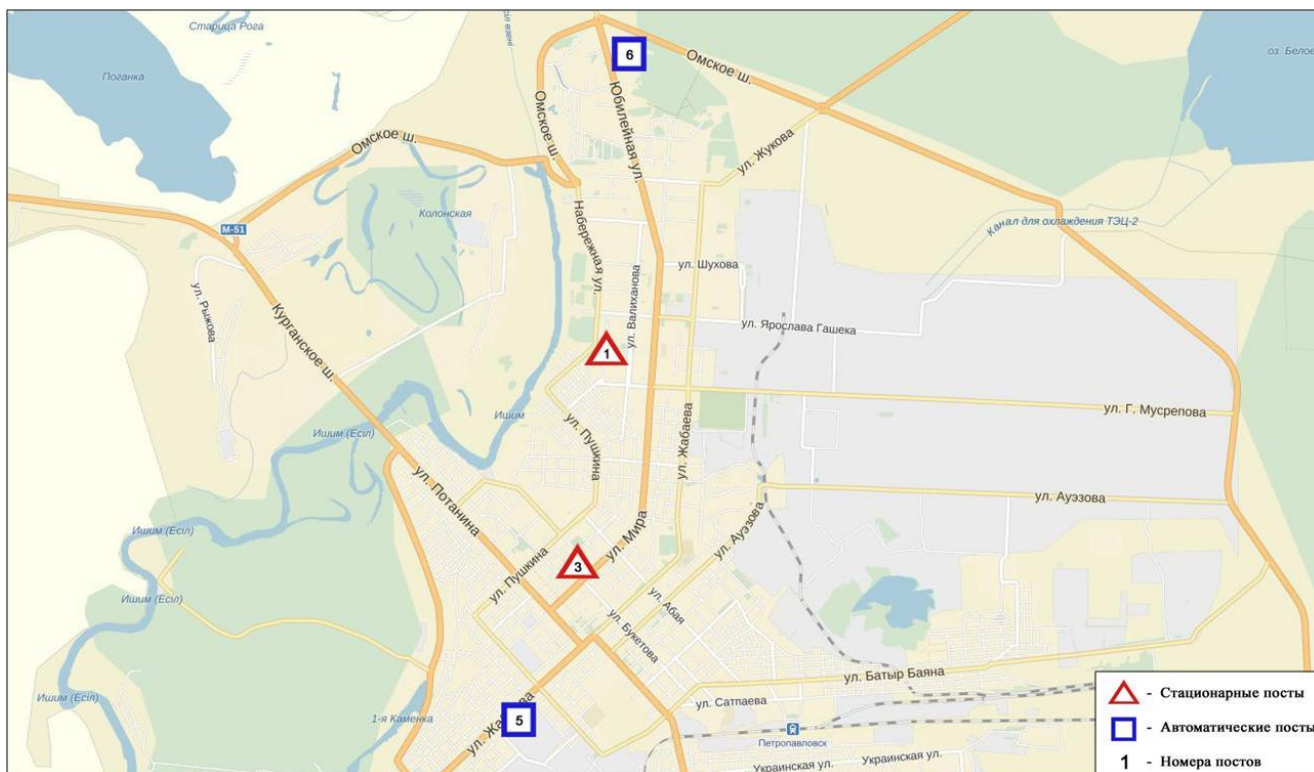 Старица Рога
Поганка
6
Омское ш.
оз. Белое
Юбилейная ул.
Омское ш.
Омское ш.
ул. Жукова
Колонская
М-51
Набережная ул.
Канал для охлаждения ТЭЦ-2
ул. Рыжова
ул. Шухова
ул. Валиханова
Курганское ш.
ул. Ярослава Гашека
1
Ишим
ул. Пушкина
ул. Жабаева
ул. Г. Мусрепова
Ишим (Есіл)
ул. Потанина
ул. Ауэзова
Ишим (Есіл)
ул. Мира
ул. Ауэзова
ул. Пушкина
3
Ишим (Есіл)
ул. Абая
ул. Букетова
ул. Батыр Баяна
Ишим (Есіл)
ул. Сатпаева
1-я Каменка
5
Петропавловск
Украинская ул.
Украинская ул.
- Стационарные посты
- Автоматические посты
1 - Номера постов